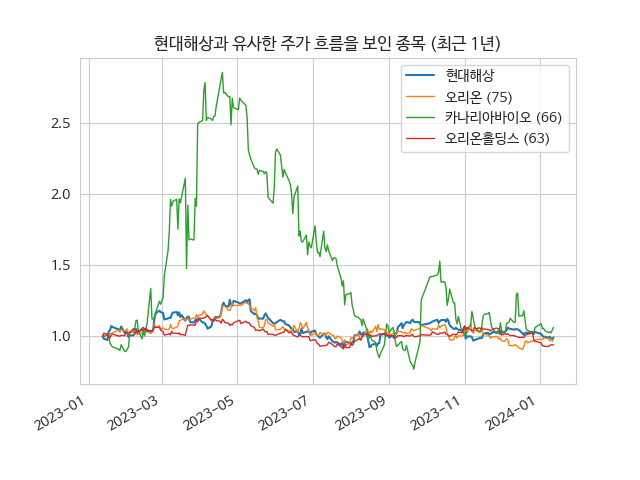 현대해상과 유사한 주가 흐름을 보인 종목 (최근 1년)
현대해상
오리온 (75)
카나리아바이오 (66)
오리온홀딩스 (63)
2.5
2.0
1.5
1.0
2023-01
2023-03
2023-05
2023-07
2023-09
2023-11
2024-01